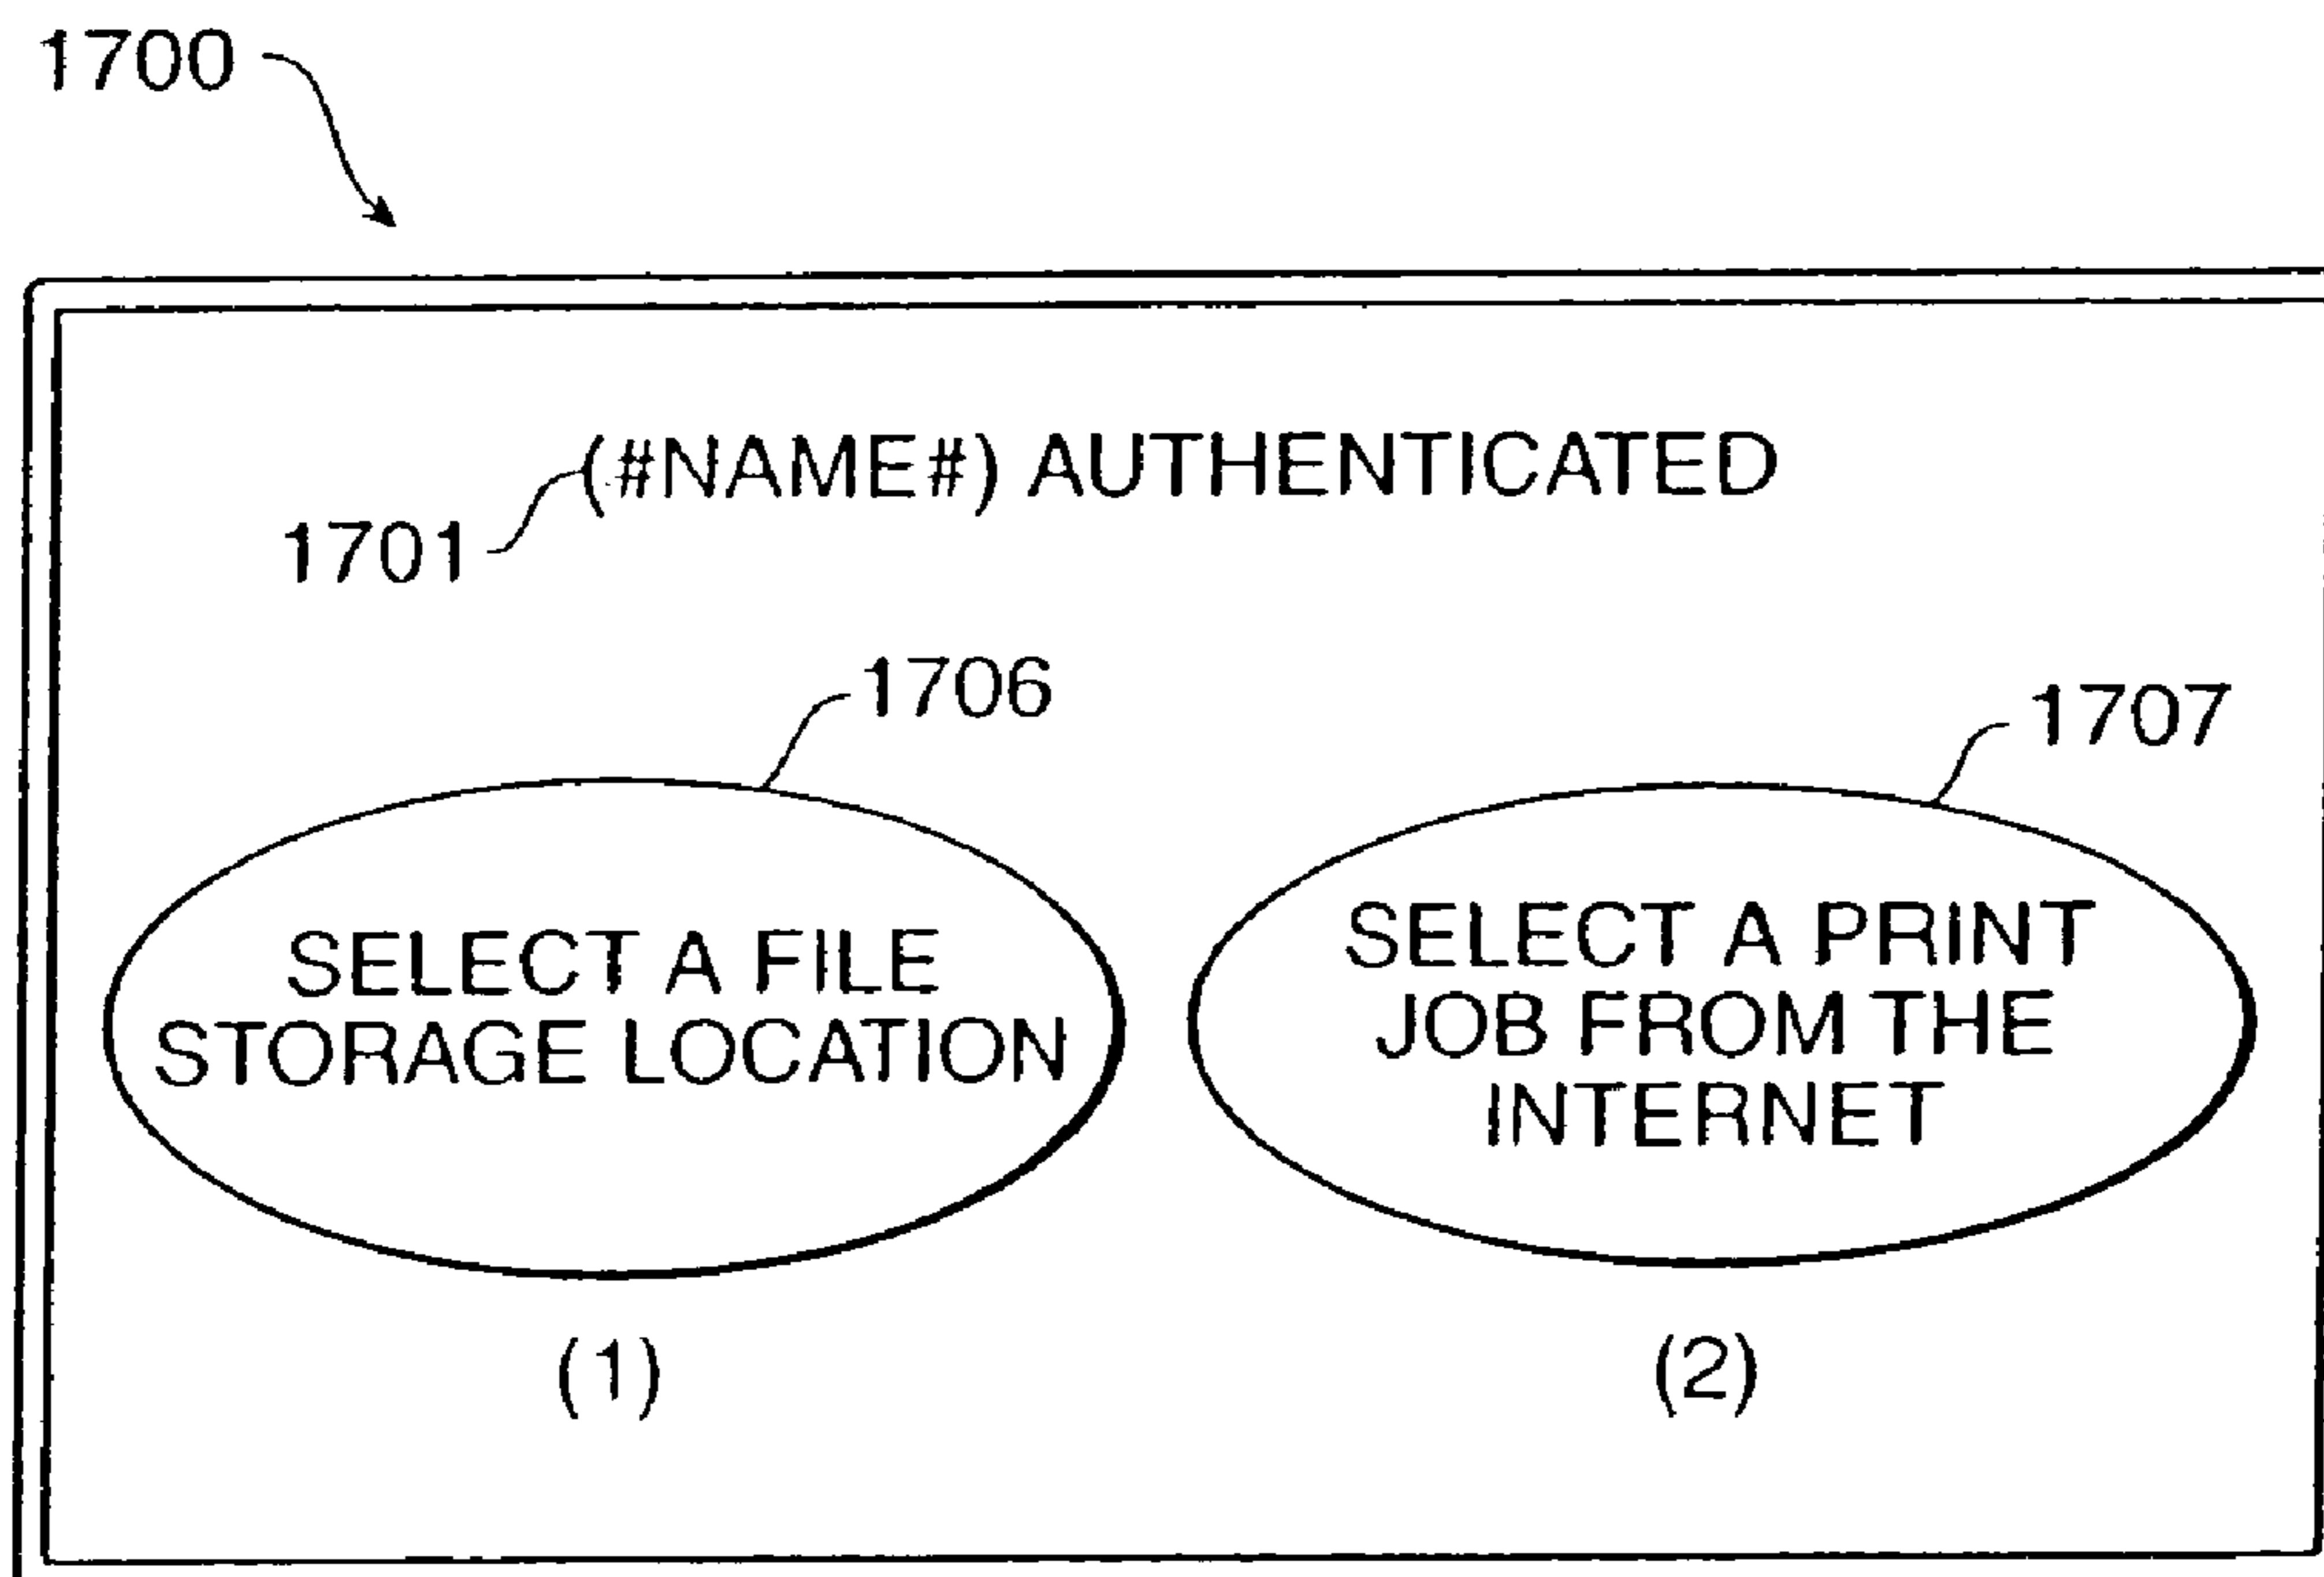 1700
(#NAME#) AUTHENTICATED
1701
1706
1707
SELECT A FILE
STORAGE LOCATION
SELECT A PRINT
JOB FROM THE
INTERNET
(1)
(2)